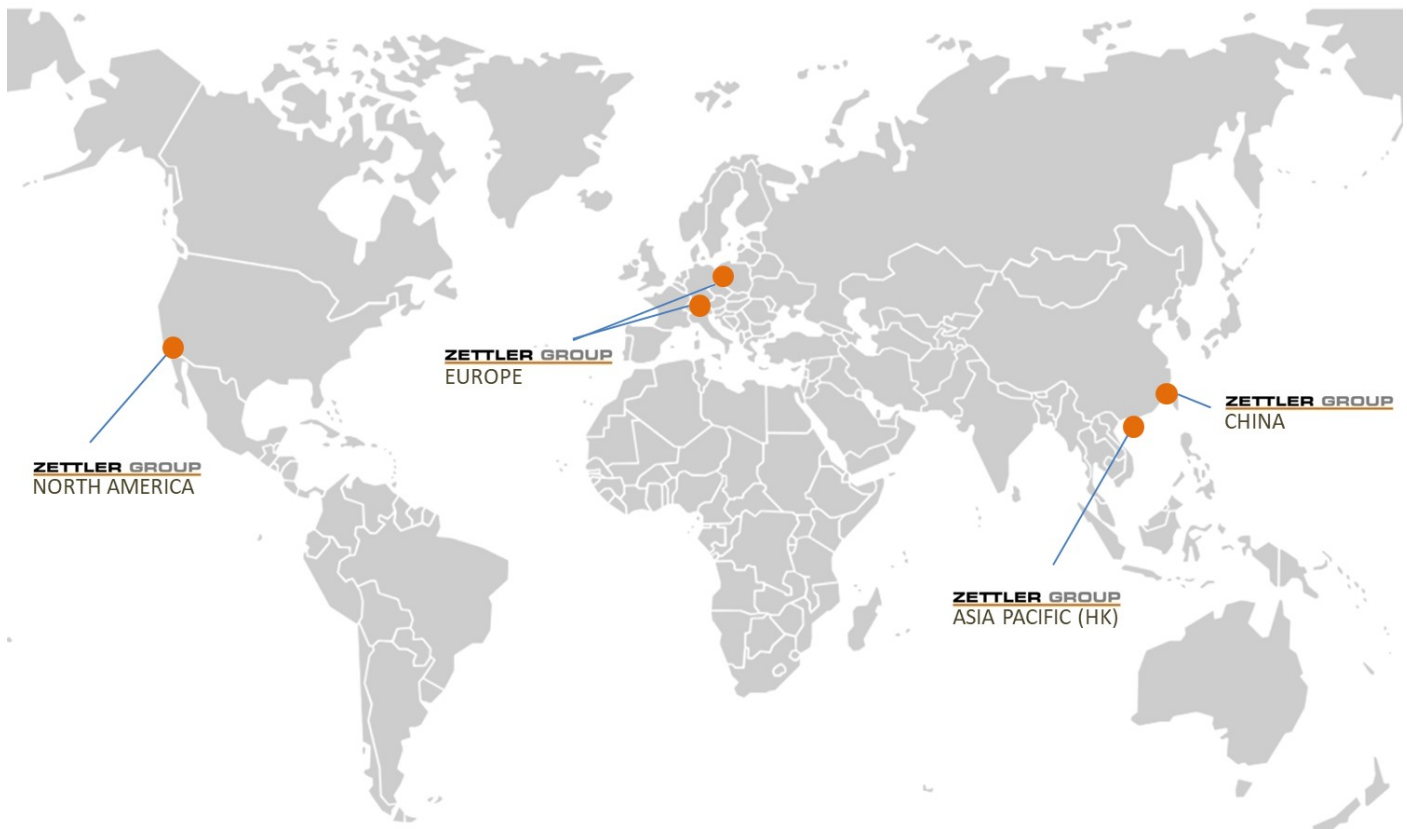 ZETTLER GROUP
EUROPE
ZETTLER GROUP
CHINA
ZETTLER GROUP
NORTH AMERICA
ZETTLER GROUP
ASIA PACIFIC (HK)